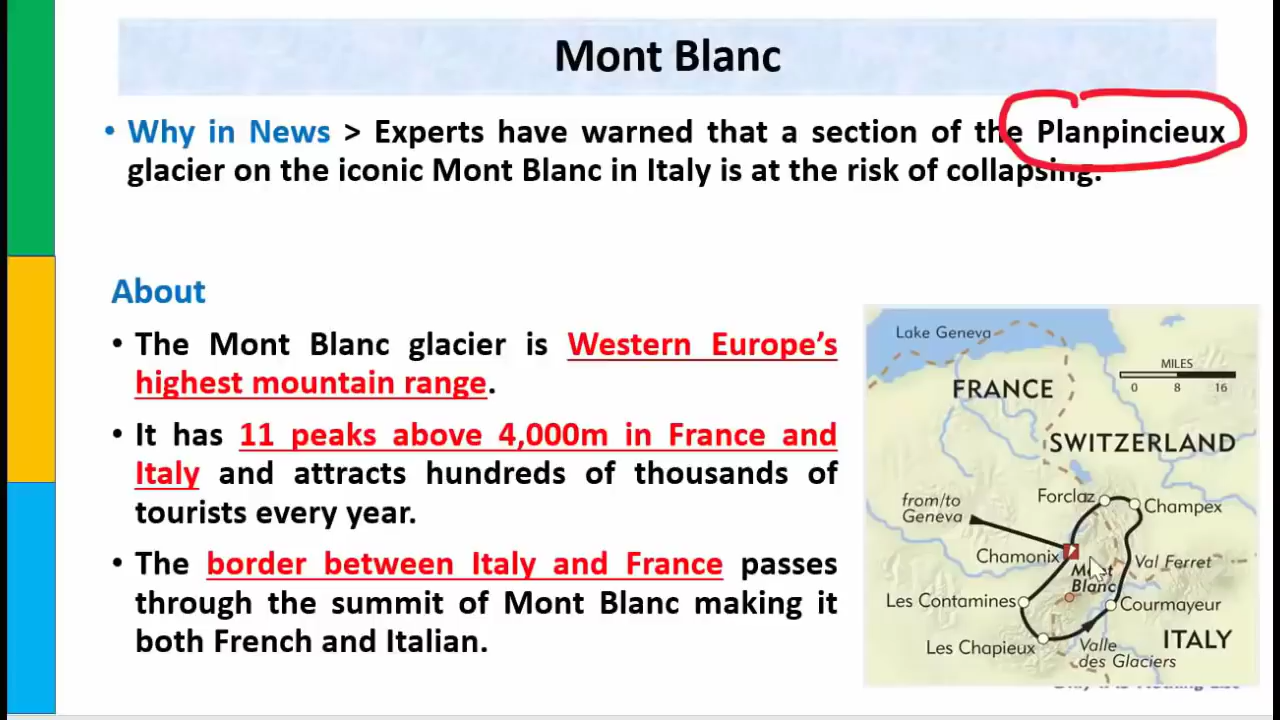 Mont Blanc
• Why in News > Experts have warned that a section of the Planpincieux
glacier on the iconic Mont Blanc in Italy is at the risk of collapsing.
About
• The Mont Blanc glacier is Western Europe's
highest mountain range.
• It has 11 peaks above 4,000m in France and
Italy and attracts hundreds of thousands of
tourists every year.
• The border between Italy and France passes
through the summit of Mont Blanc making it
both French and Italian.
Lake Geneva
MILES
0 8 16
FRANCE
SWITZERLAND
Forclaz
Champex
from/to
Geneva
Chamonix
Mont
Blanc
Val Ferret
Les Contamines
Courmayeur
Les Chapieux
Valle
des Glaciers
ITALY